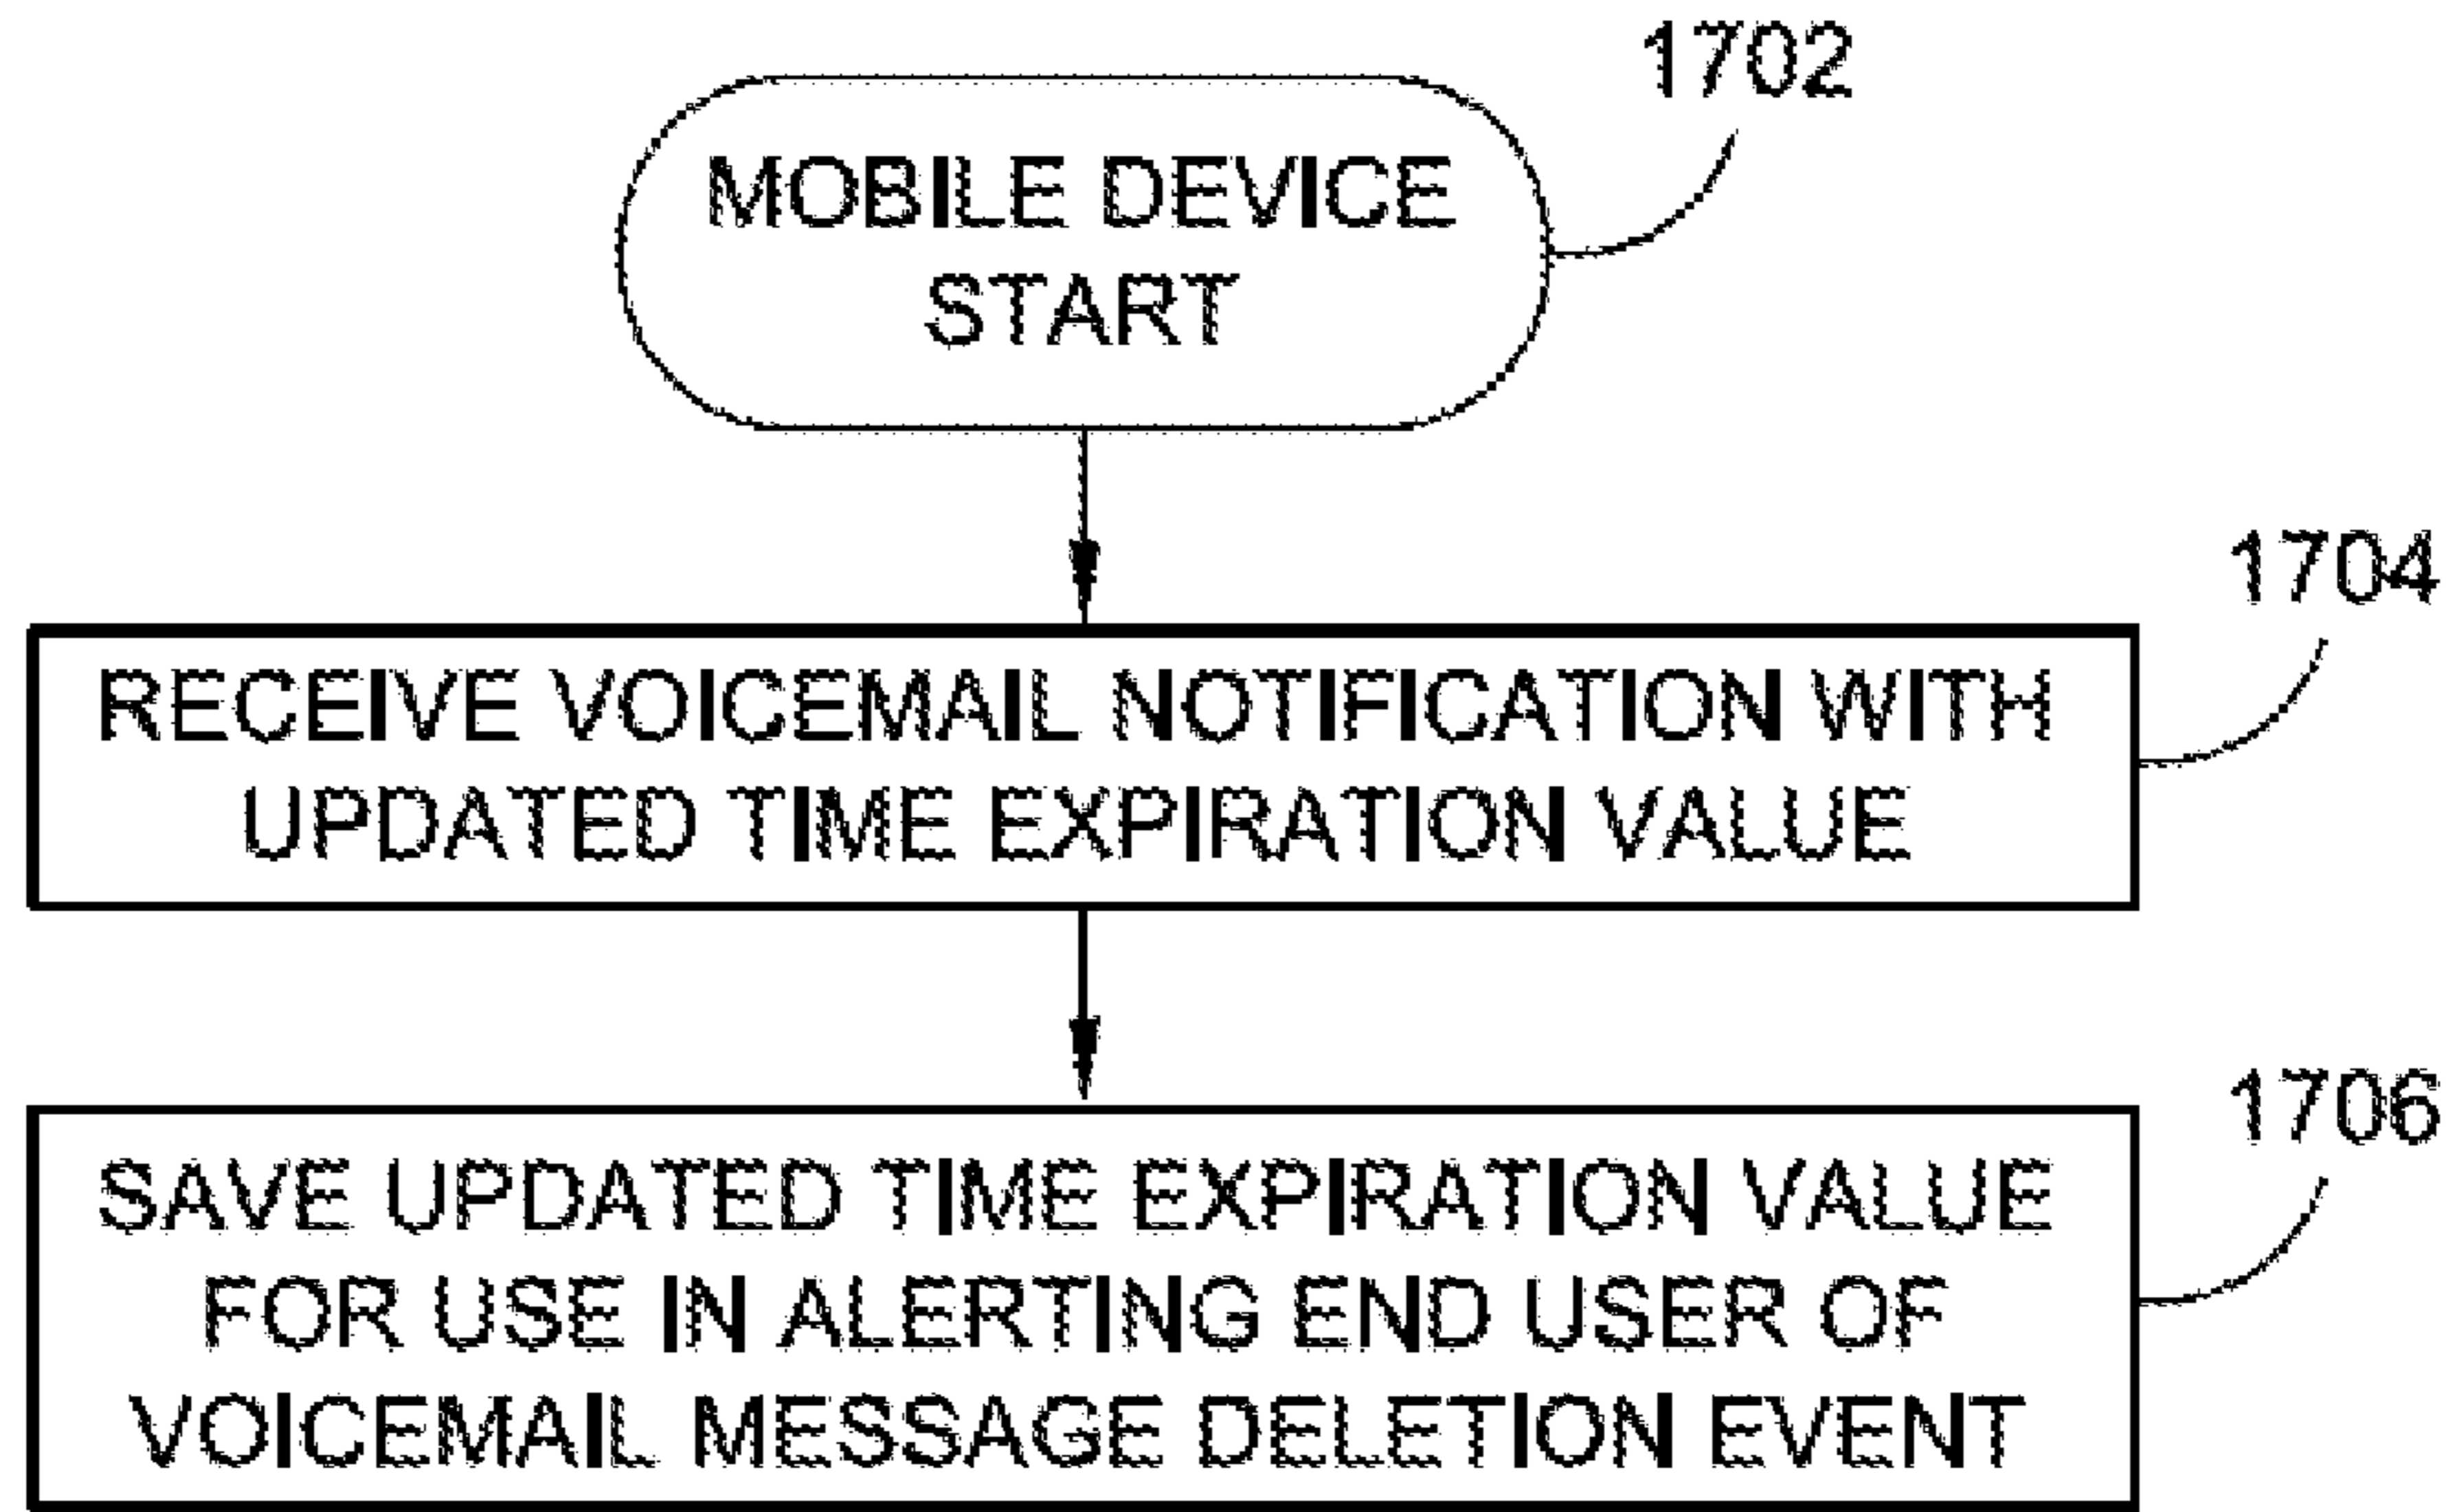 1702
MOBILE DEVICE
START
1704
RECEIVE VOICEMAIL NOTIFICATION WITH
UPDATED TIME EXPIRATION VALUE
1706
SAVE UPDATED TIME EXPIRATION VALUE
FOR USE IN ALERTING END USER OF
VOICEMAIL MESSAGE DELETION EVENT